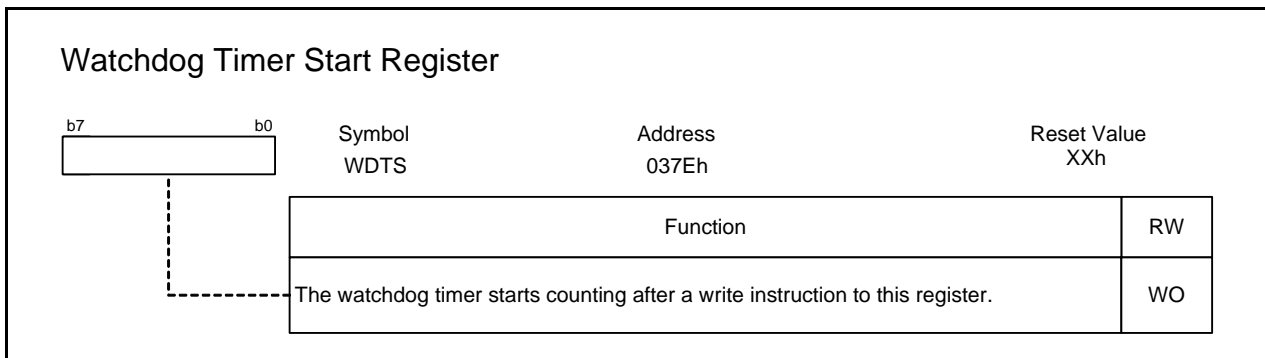 Watchdog Timer Start Register
b7 b0 Symbol Address Reset Value
WDTS 037Eh XXh
Function RW
The watchdog timer starts counting after a write instruction to this register. WO